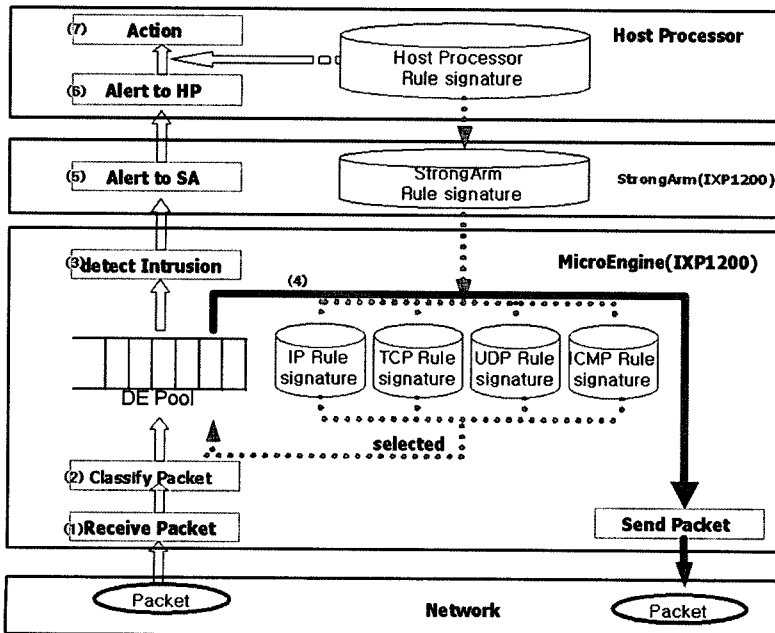 (7) Action
Host Processor
Host Processor
Rule signature
(6) Alert to HP
(5) Alert to SA
StrongArm
Rule signature
StrongArm(IXP1200)
(3) detect Intrusion
MicroEngine(IXP1200)
(4)
IP Rule
signature
TCP Rule
signature
UDP Rule
signature
ICMP Rule
signature
DE Pool
selected
(2) Classify Packet
(1) Receive Packet
Send Packet
Packet
Network
Packet